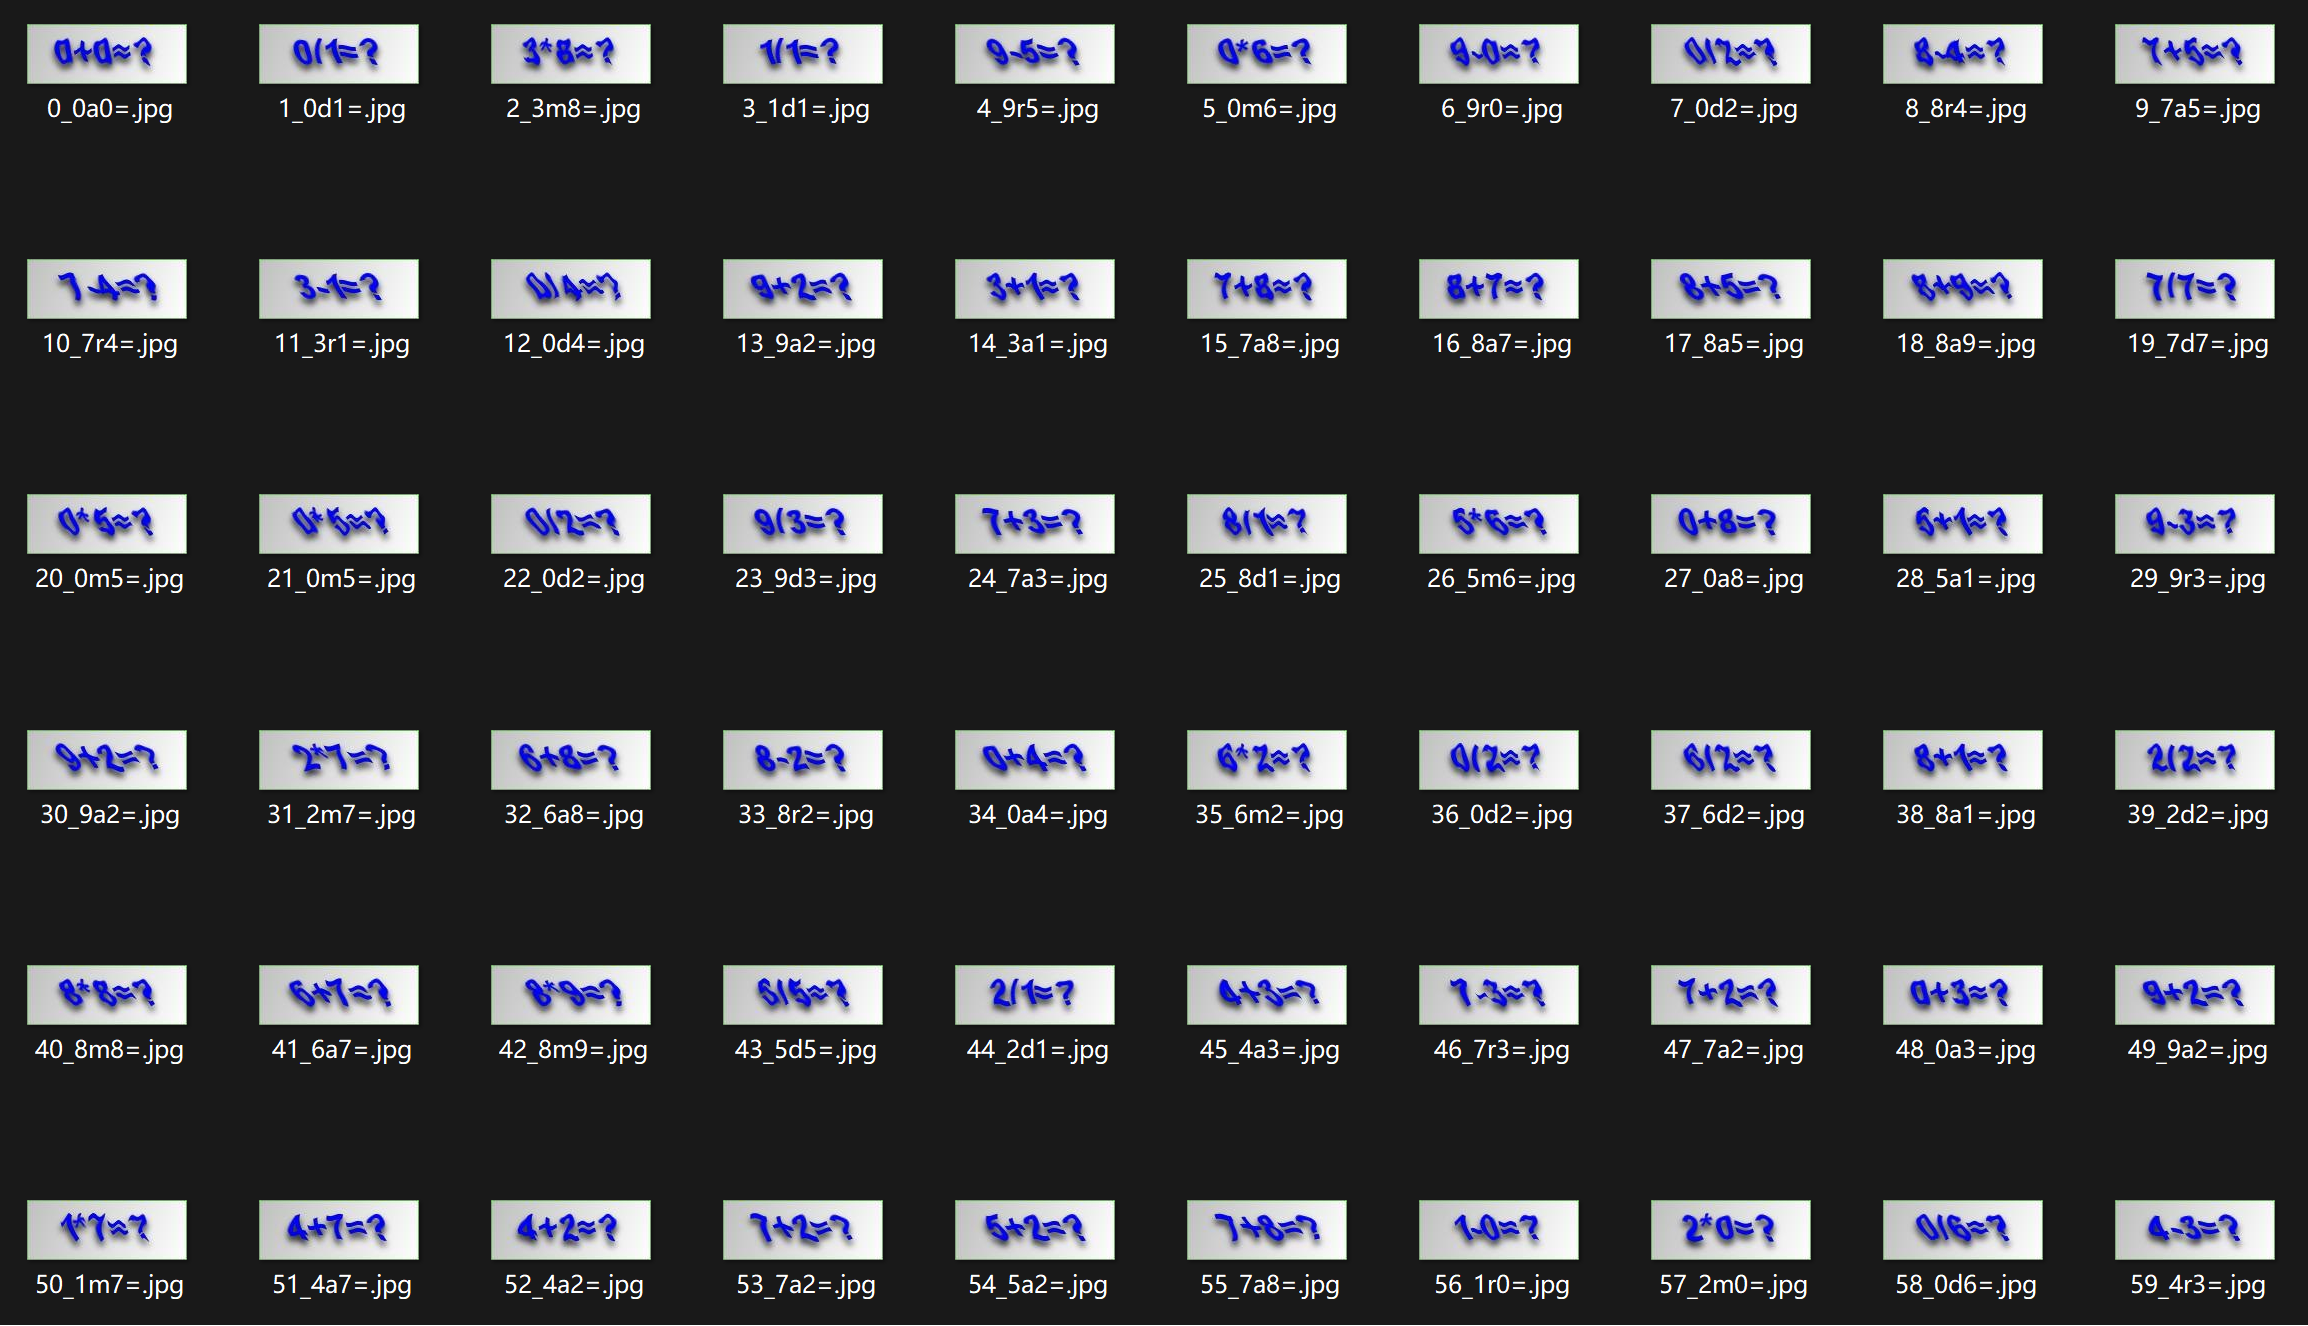 0+0=? 0/1=? 3*8=? 1/1=? 9-5=? 0*6=? 9-0=? 0/2=? 8-4=? 7+5=?
0_0a0=.jpg 1_0d1=.jpg 2_3m8=.jpg 3_1d1=.jpg 4_9r5=.jpg 5_0m6=.jpg 6_9r0=.jpg 7_0d2=.jpg 8_8r4=.jpg 9_7a5=.jpg
7-4=? 3-1=? 0/4=? 9+2=? 3+1=? 7+8=? 8+7=? 8+5=? 8+9=? 7/7=?
10_7r4=.jpg 11_3r1=.jpg 12_0d4=.jpg 13_9a2=.jpg 14_3a1=.jpg 15_7a8=.jpg 16_8a7=.jpg 17_8a5=.jpg 18_8a9=.jpg 19_7d7=.jpg
0*5=? 0*5=? 0/2=? 9/3=? 7+3=? 8/1=? 5*6=? 0+8=? 5+1=? 9-3=?
20_0m5=.jpg 21_0m5=.jpg 22_0d2=.jpg 23_9d3=.jpg 24_7a3=.jpg 25_8d1=.jpg 26_5m6=.jpg 27_0a8=.jpg 28_5a1=.jpg 29_9r3=.jpg
9+2=? 2*7=? 6+8=? 8-2=? 0+4=? 6*2=? 0/2=? 6/2=? 8+1=? 2/2=?
30_9a2=.jpg 31_2m7=.jpg 32_6a8=.jpg 33_8r2=.jpg 34_0a4=.jpg 35_6m2=.jpg 36_0d2=.jpg 37_6d2=.jpg 38_8a1=.jpg 39_2d2=.jpg
8*8=? 6+7=? 8*9=? 5/5=? 2/1=? 4+3=? 7-3=? 7+2=? 0+3=? 9+2=?
40_8m8=.jpg 41_6a7=.jpg 42_8m9=.jpg 43_5d5=.jpg 44_2d1=.jpg 45_4a3=.jpg 46_7r3=.jpg 47_7a2=.jpg 48_0a3=.jpg 49_9a2=.jpg
1*7=? 4+7=? 4+2=? 7+2=? 5+2=? 7+8=? 1-0=? 2*0=? 0/6=? 4-3=?
50_1m7=.jpg 51_4a7=.jpg 52_4a2=.jpg 53_7a2=.jpg 54_5a2=.jpg 55_7a8=.jpg 56_1r0=.jpg 57_2m0=.jpg 58_0d6=.jpg 59_4r3=.jpg